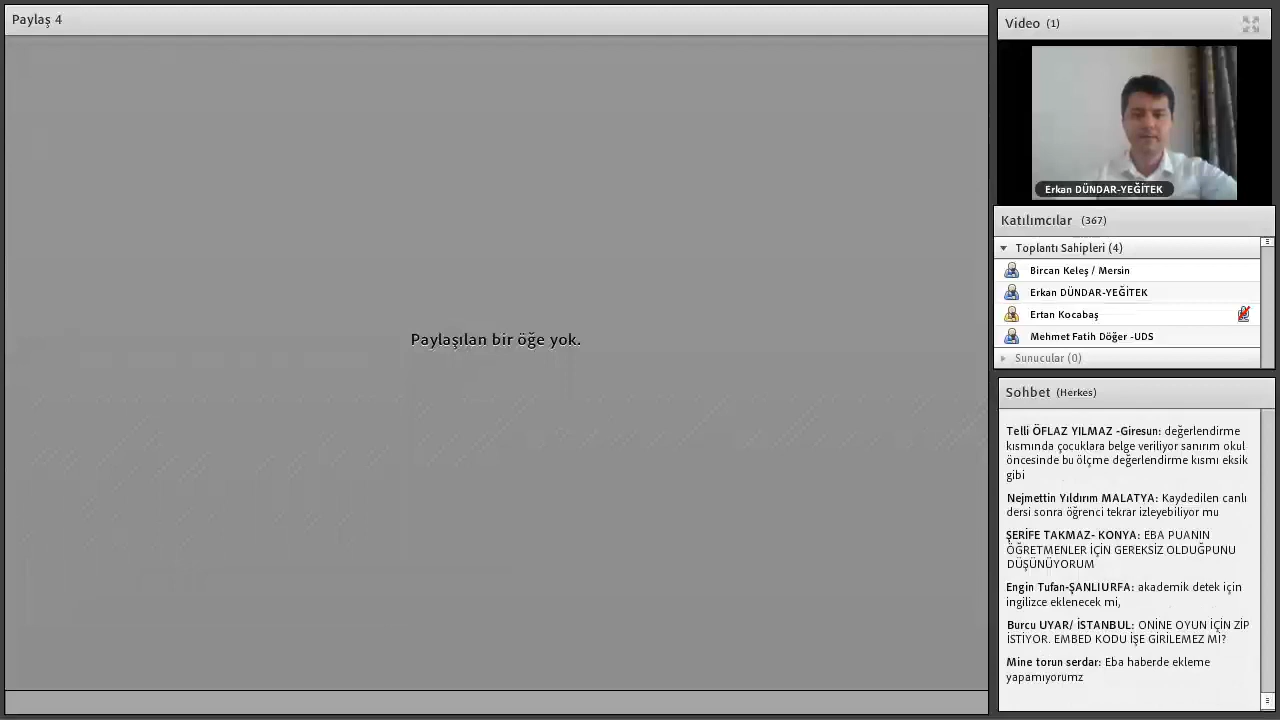 Paylaş 4
Paylaşılan bir öğe yok.
Video (1)
Erkan DÜNDAR-YEĞİTEK
Katılımcılar (367)
Toplantı Sahipleri (4)
Bircan Keleş / Mersin
Erkan DÜNDAR-YEĞİTEK
Ertan Kocabaş
Mehmet Fatih Döğer -UDS
Sunucular (0)
Sohbet (Herkes)
Telli ÖFLAZ YILMAZ -Giresun: değerlendirme
kısmında çocuklara belge veriliyor sanırım okul
öncesinde bu ölçme değerlendirme kısmı eksik
gibi
Nejmettin Yıldırım MALATYA: Kaydedilen canlı
dersi sonra öğrenci tekrar izleyebiliyor mu
ŞERİFE TAKMAZ- KONYA: EBA PUANIN
ÖĞRETMENLER İÇİN GEREKSİZ OLDUĞPUNU
DÜŞÜNÜYORUM
Engin Tufan-ŞANLIURFA: akademik detek için
ingilizce eklenecek mi,
Burcu UYAR/ İSTANBUL: ONİNE OYUN İÇİN ZİP
İSTİYOR. EMBED KODU İŞE GİRİLEMEZ Mİ?
Mine torun serdar: Eba haberde ekleme
yapamıyorumz